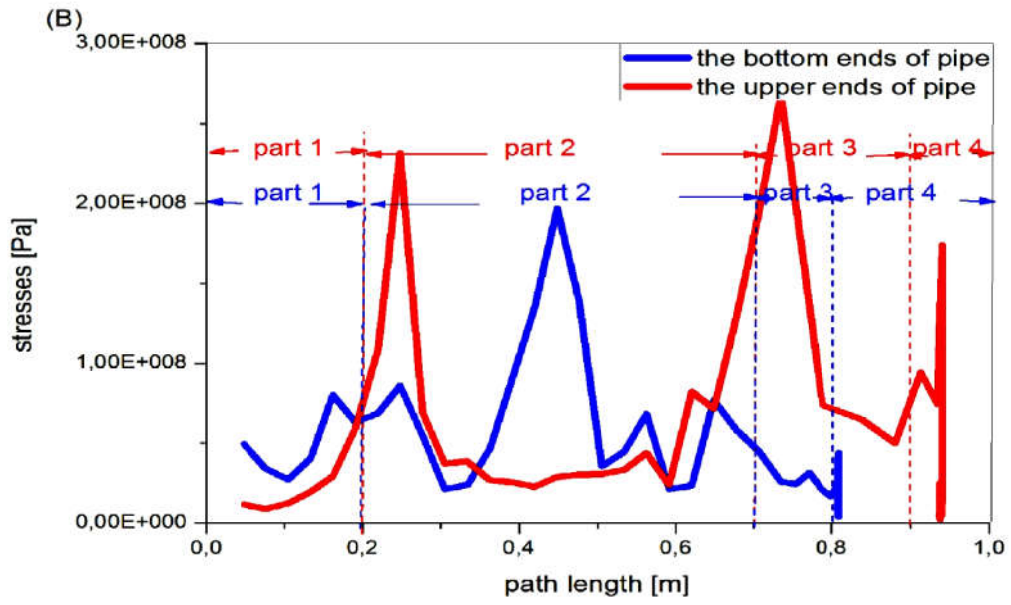 (B)
3,00E+008
the bottom ends of pipe
the upper ends of pipe
part 1 part 2 part 3 part 4
2,00E+008
part 1 part 2 part 3 part 4
stresses [Pa]
1,00E+008
0,00E+000
0,0 0,2 0,4 0,6 0,8 1,0
path length [m]